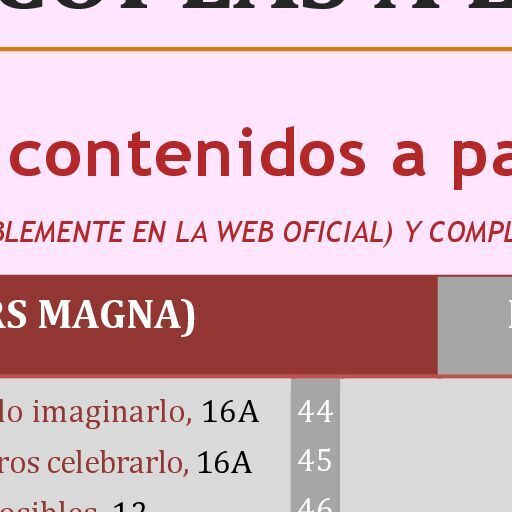 contenidos a pa
BLEMENTE EN LA WEB OFICIAL) Y COMPL
RS MAGNA)
lo imaginarlo, 16A 44
ros celebrarlo, 16A 45
ocibles, 12 46